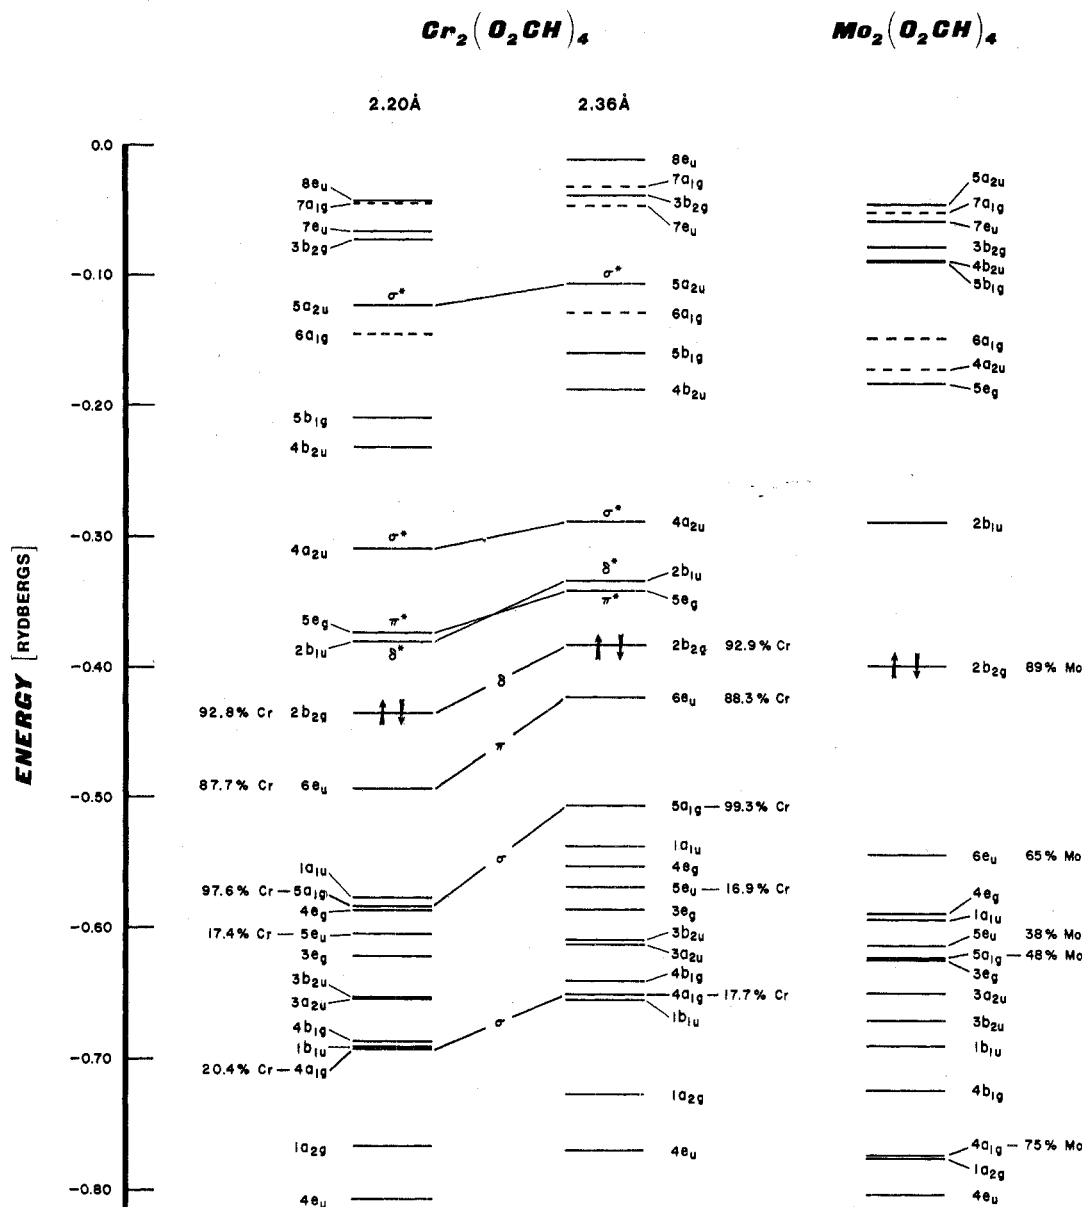 Cr₂(O₂CH)₄
Mo₂(O₂CH)₄
2.20Å
2.36Å
ENERGY [RYDBERGS]
0.0
-0.10
-0.20
-0.30
-0.40
-0.50
-0.60
-0.70
-0.80
8eᵤ
7a₁g
7eᵤ
3b₂g
σ*
5a₂ᵤ
6a₁g
5b₁g
4b₂ᵤ
σ*
4a₂ᵤ
5eg
π*
2b₁ᵤ
δ*
92.8% Cr 2b₂g
87.7% Cr 6eᵤ
1a₁ᵤ
97.6% Cr — 5a₁g
4eg
17.4% Cr — 5eᵤ
3eg
3b₂ᵤ
3a₂ᵤ
4b₁g
1b₁ᵤ
20.4% Cr — 4a₁g
1a₂g
4eᵤ
δ
π
σ
σ
8eᵤ
7a₁g
3b₂g
7eᵤ
σ*
5a₂ᵤ
6a₁g
5b₁g
4b₂ᵤ
σ*
4a₂ᵤ
δ*
2b₁ᵤ
5eg
π*
2b₂g 92.9% Cr
6eᵤ 88.3% Cr
5a₁g — 99.3% Cr
1a₁ᵤ
4eg
5eᵤ — 16.9% Cr
3eg
3b₂ᵤ
3a₂ᵤ
4b₁g
4a₁g — 17.7% Cr
1b₁ᵤ
1a₂g
4eᵤ
5a₂ᵤ
7a₁g
7eᵤ
3b₂g
4b₂ᵤ
5b₁g
6a₁g
4a₂ᵤ
5eg
2b₁ᵤ
2b₂g 89% Mo
6eᵤ 65% Mo
4eg
1a₁ᵤ
5eᵤ 38% Mo
5a₁g — 48% Mo
3eg
3a₂ᵤ
3b₂ᵤ
1b₁ᵤ
4b₁g
4a₁g — 75% Mo
1a₂g
4eᵤ